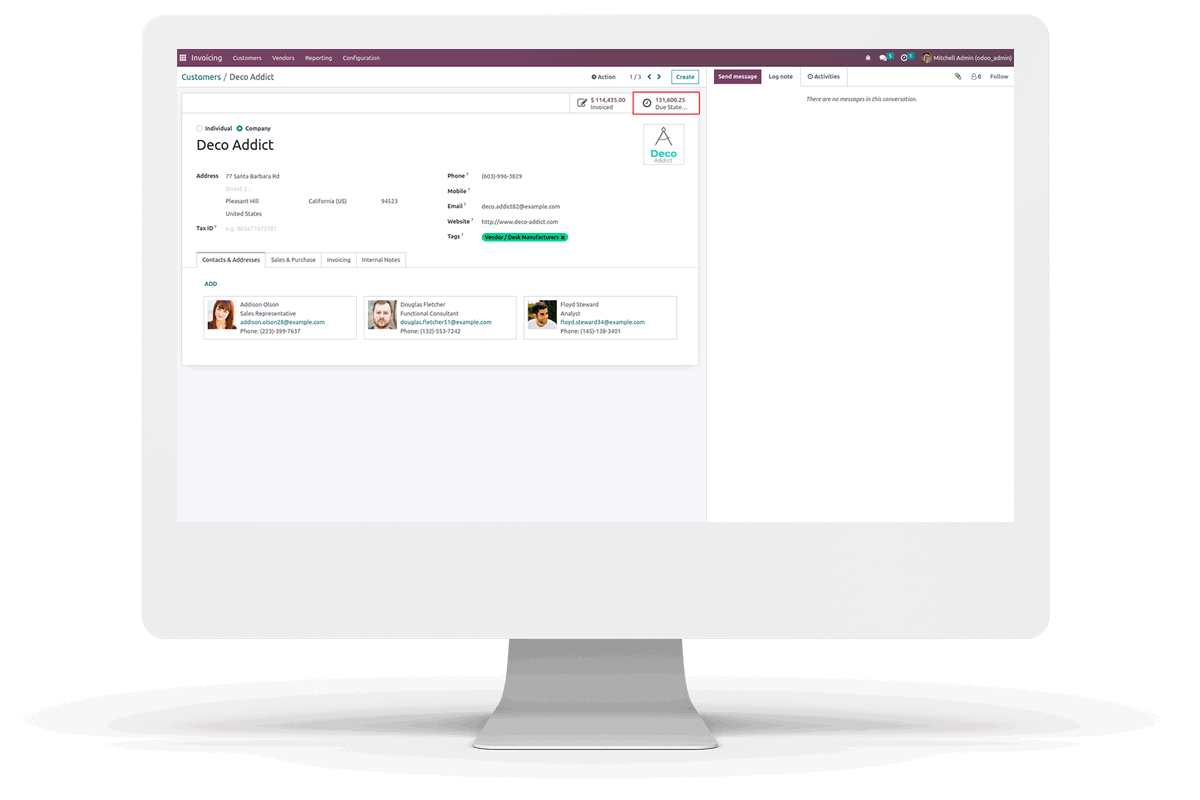 Invoicing Customers Vendors Reporting Configuration 5 1 Mitchell Admin (odoo_admin)
Customers / Deco Addict Action 1 / 3 Create Send message Log note Activities 0 Follow
$ 114,435.00 Invoiced
131,600.25 Due State...
There are no messages in this conversation.
Individual Company
Deco Addict
Deco
Addict
Address 77 Santa Barbara Rd
Street 2...
Pleasant Hill California (US) 94523
United States
Tax ID ? e.g. BE0477472701
Phone ? (603)-996-3829
Mobile ?
Email ? deco.addict82@example.com
Website ? http://www.deco-addict.com
Tags ? Vendor / Desk Manufacturers ×
Contacts & Addresses Sales & Purchase Invoicing Internal Notes
ADD
Addison Olson
Sales Representative
addison.olson28@example.com
Phone: (223)-399-7637
Douglas Fletcher
Functional Consultant
douglas.fletcher51@example.com
Phone: (132)-553-7242
Floyd Steward
Analyst
floyd.steward34@example.com
Phone: (145)-138-3401